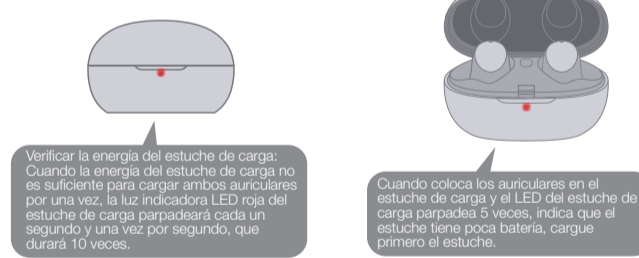 Verificar la energía del estuche de carga:
Cuando la energía del estuche de carga no
es suficiente para cargar ambos auriculares
por una vez, la luz indicadora LED roja del
estuche de carga parpadeará cada un
segundo y una vez por segundo, que
durará 10 veces.
Cuando coloca los auriculares en el
estuche de carga y el LED del estuche de
carga parpadea 5 veces, indica que el
estuche tiene poca batería, cargue
primero el estuche.